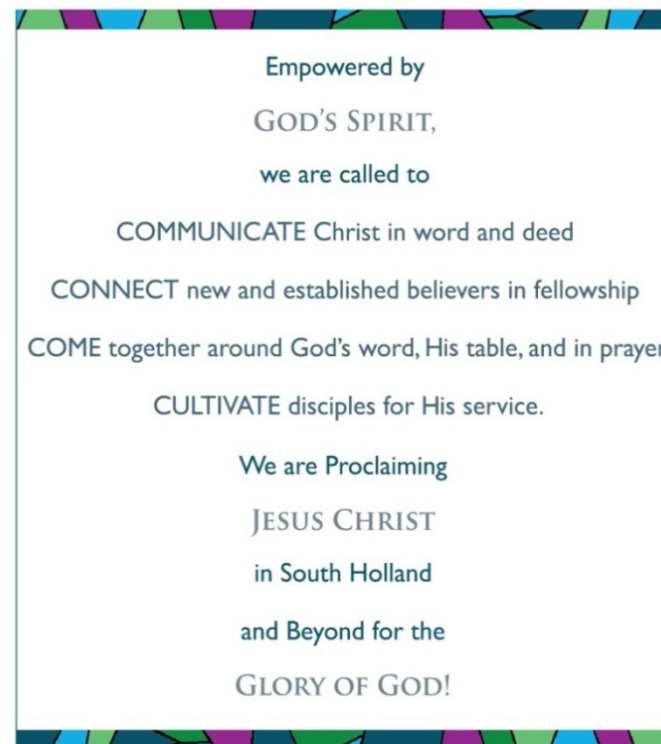 Empowered by
GOD'S SPIRIT,
we are called to
COMMUNICATE Christ in word and deed
CONNECT new and established believers in fellowship
COME together around God's word, His table, and in prayer
CULTIVATE disciples for His service.
We are Proclaiming
JESUS CHRIST
in South Holland
and Beyond for the
GLORY OF GOD!